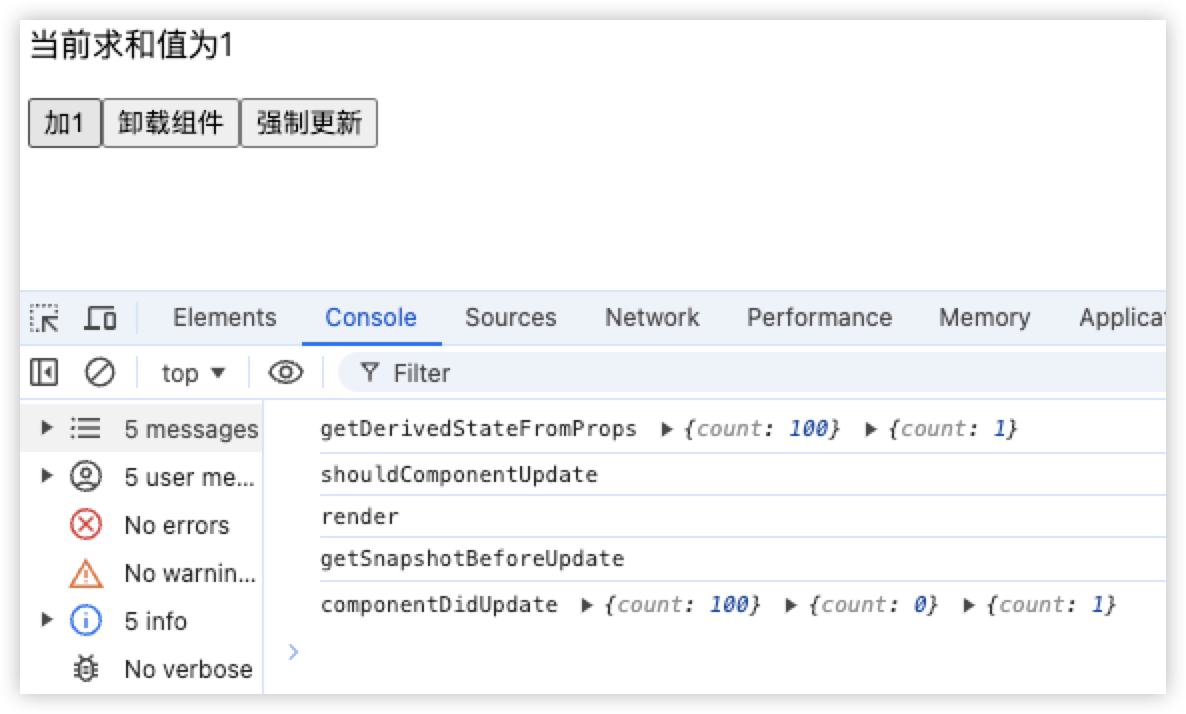 当前求和值为1
加1 卸载组件 强制更新
Elements Console Sources Network Performance Memory Applica
top Filter
5 messages
5 user me...
No errors
No warnin...
5 info
No verbose
getDerivedStateFromProps ▶ {count: 100} ▶ {count: 1}
shouldComponentUpdate
render
getSnapshotBeforeUpdate
componentDidUpdate ▶ {count: 100} ▶ {count: 0} ▶ {count: 1}